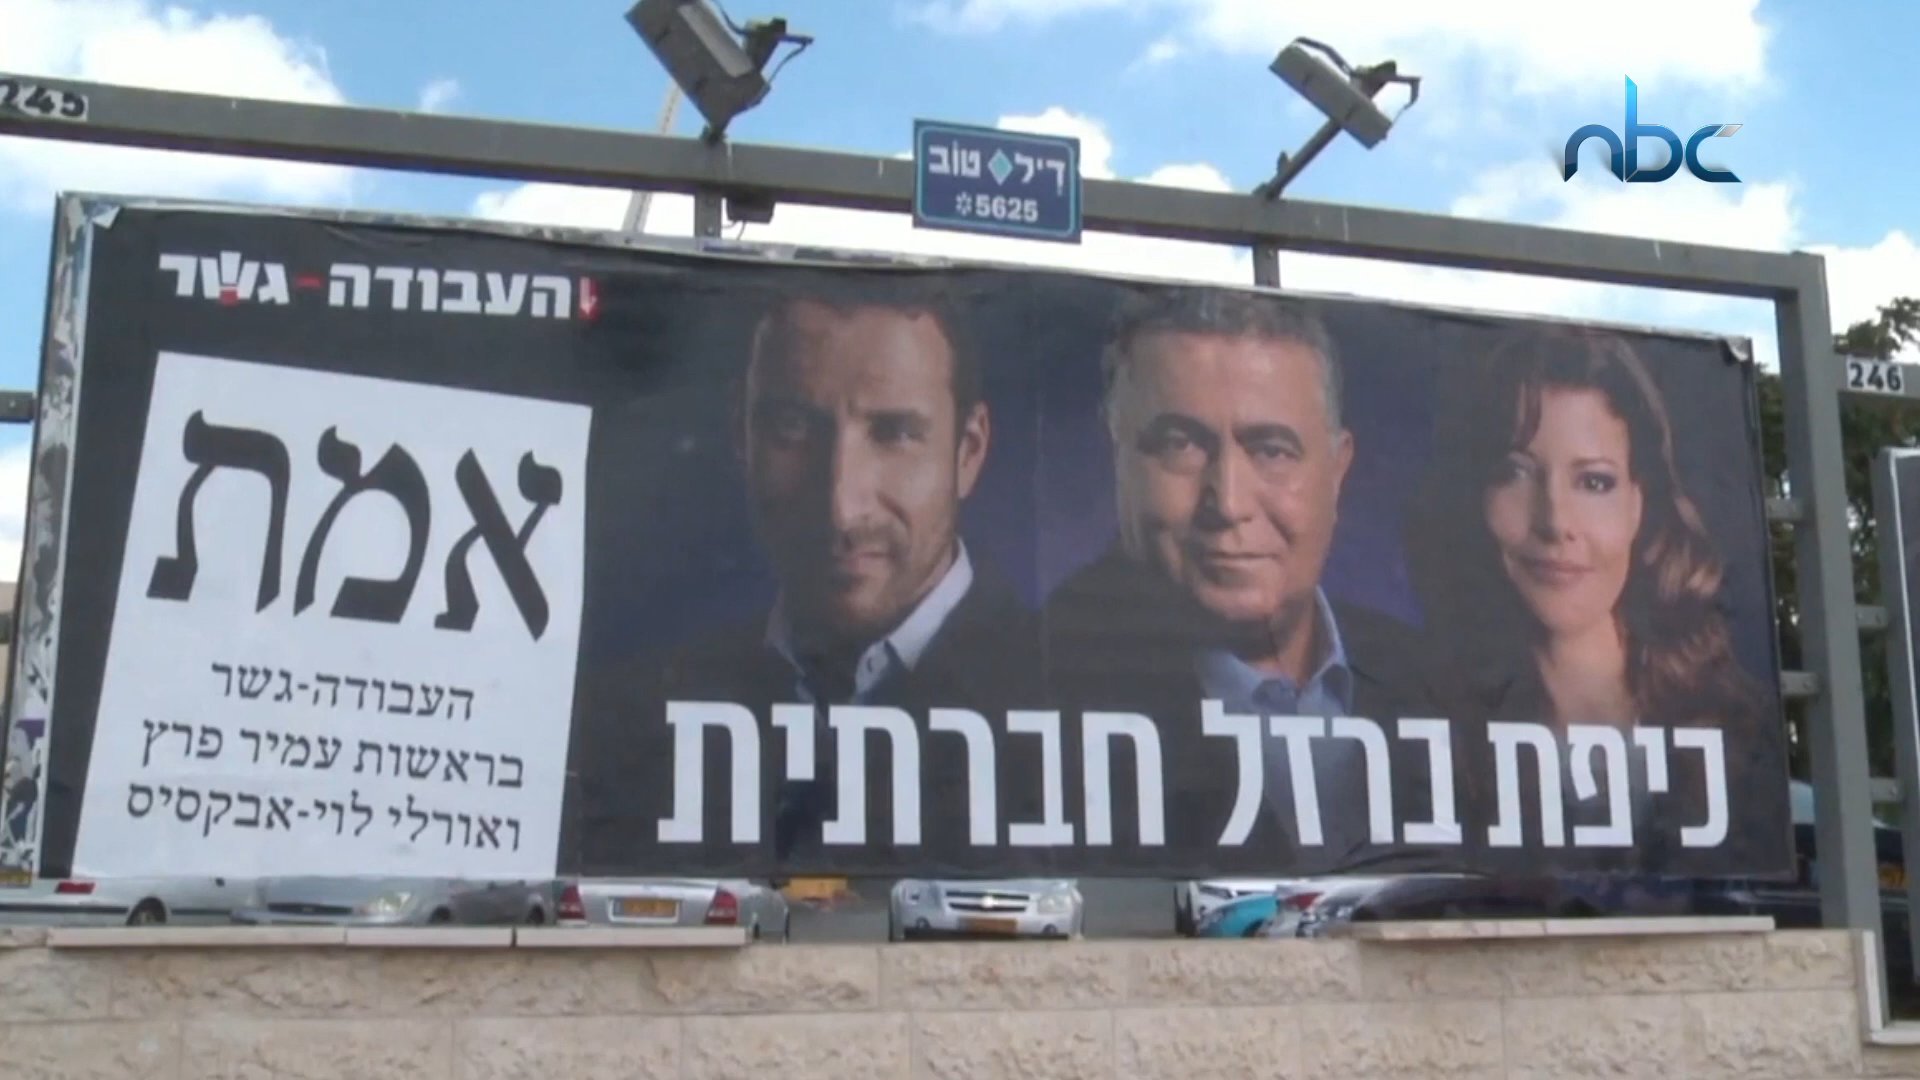 nbc
245
דיל טוב
*5625
246
העבודה-גשר
אמת
העבודה-גשר
בראשות עמיר פרץ
ואורלי לוי-אבקסיס
כיפת ברזל חברתית